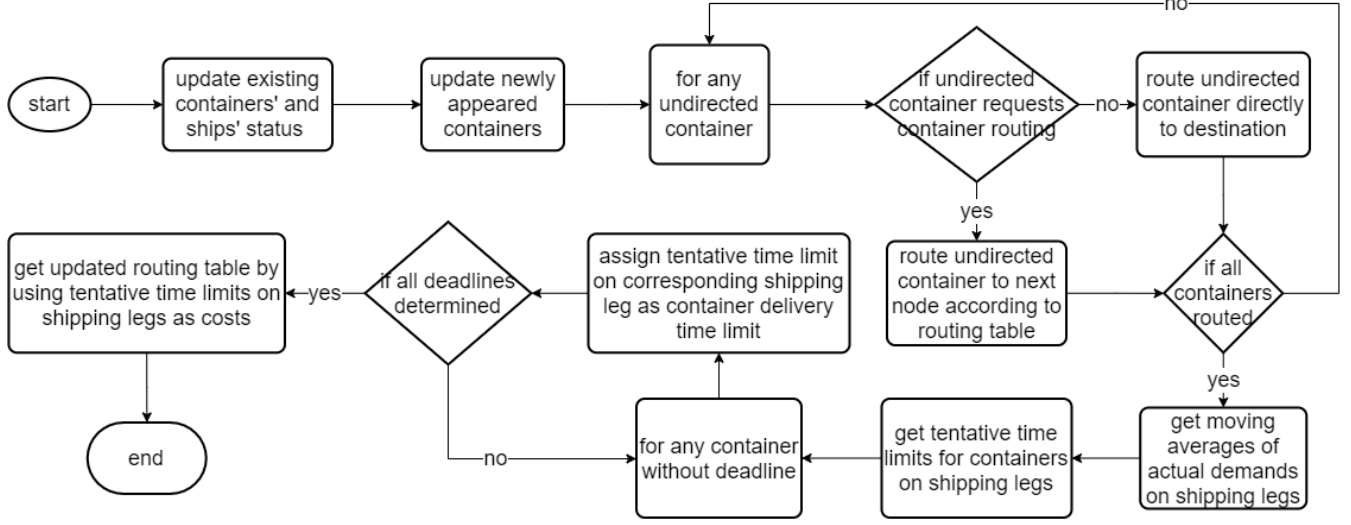 no
start
update existing
containers' and
ships' status
update newly
appeared
containers
for any
undirected
container
if undirected
container requests
container routing
no
route undirected
container directly
to destination
yes
route undirected
container to next
node according to
routing table
if all
containers
routed
yes
get moving
averages of
actual demands
on shipping legs
get tentative time
limits for containers
on shipping legs
for any container
without deadline
assign tentative time limit
on corresponding shipping
leg as container delivery
time limit
if all deadlines
determined
no
yes
get updated routing table by
using tentative time limits on
shipping legs as costs
end